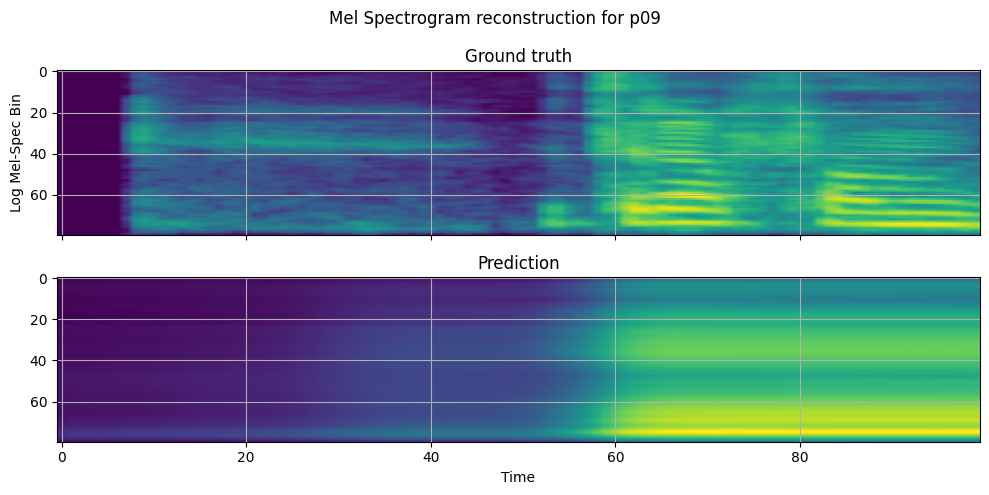 Mel Spectrogram reconstruction for p09
Ground truth
0
20
40
60
Log Mel-Spec Bin
Prediction
0
20
40
60
0 20 40 60 80
Time